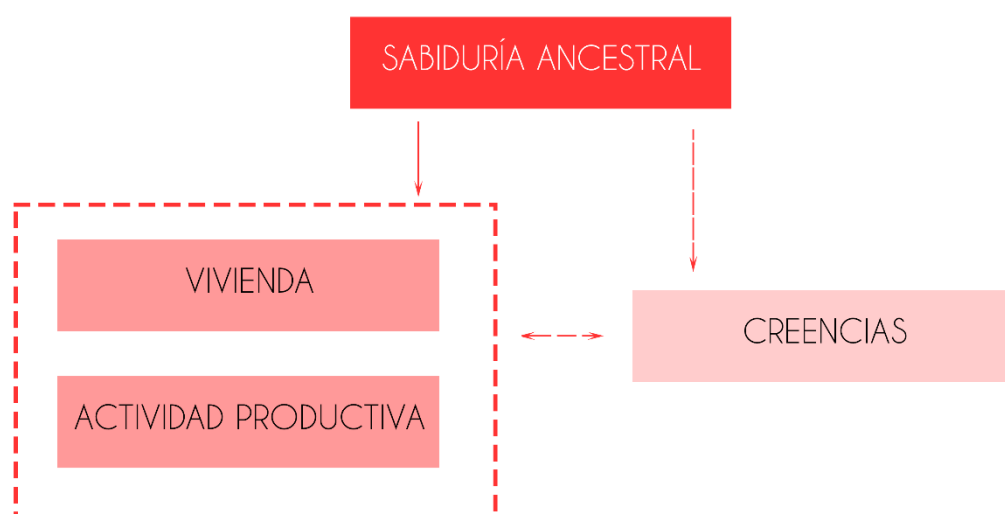 SABIDURÍA ANCESTRAL
VIVIENDA
CREENCIAS
ACTIVIDAD PRODUCTIVA